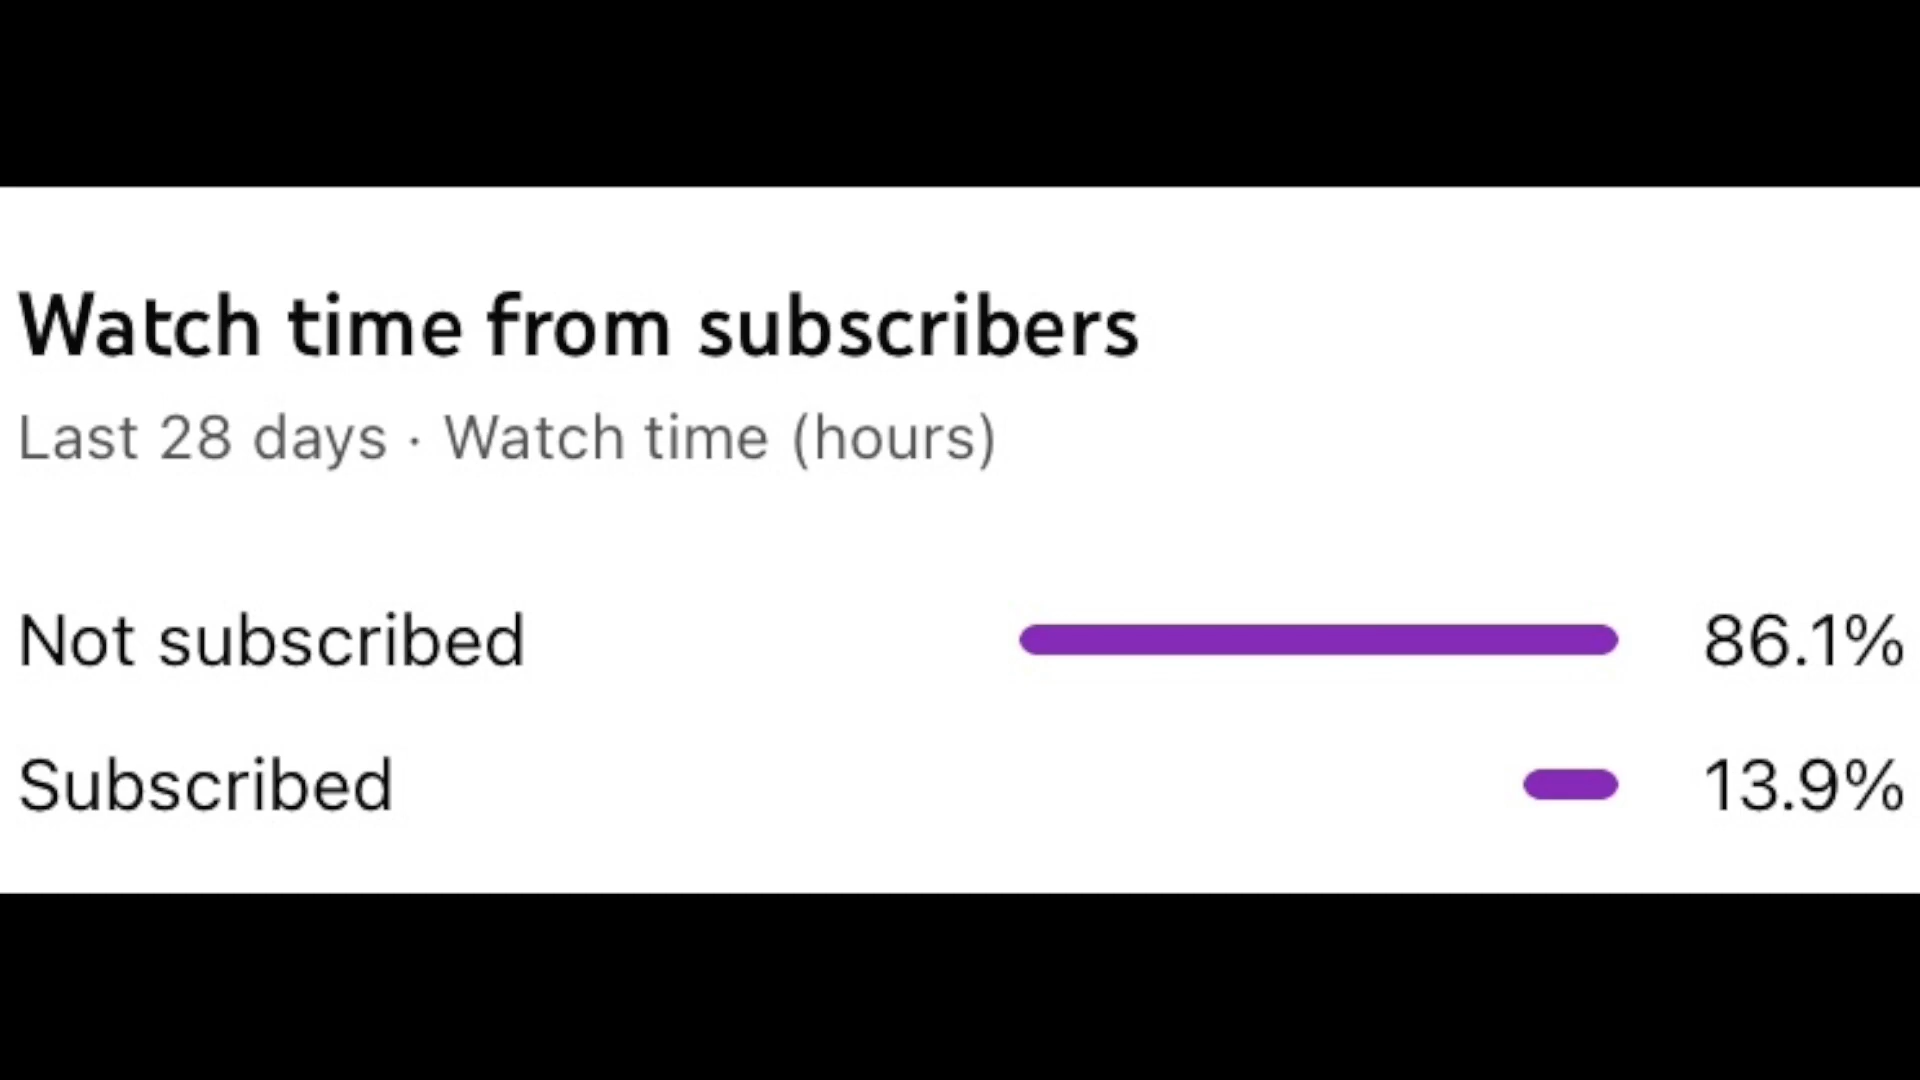 Watch time from subscribers
Last 28 days · Watch time (hours)
Not subscribed 86.1%
Subscribed 13.9%